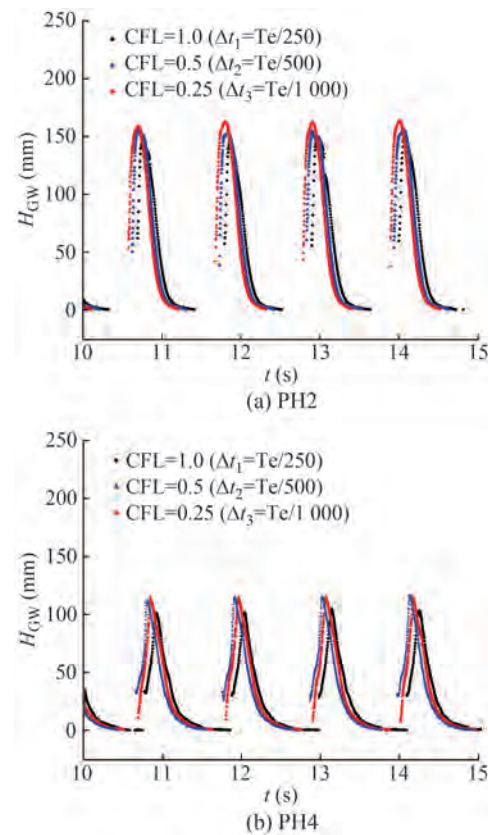 250
CFL=1.0 (Δt₁=Te/250)
CFL=0.5 (Δt₂=Te/500)
200
CFL=0.25 (Δt₃=Te/1 000)
150
H_GW (mm)
100
50
0
10 11 12 13 14 15
t (s)
(a) PH2
250
CFL=1.0 (Δt₁=Te/250)
CFL=0.5 (Δt₂=Te/500)
200
CFL=0.25 (Δt₃=Te/1 000)
150
H_GW (mm)
100
50
0
10 11 12 13 14 15
t (s)
(b) PH4